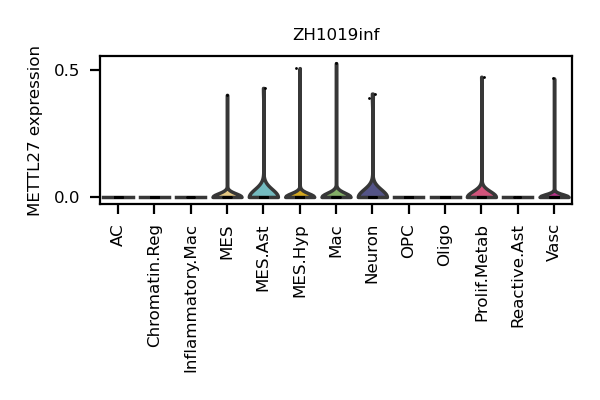 ZH1019inf
METTL27 expression
0.5
0.0
AC
Chromatin.Reg
Inflammatory.Mac
MES
MES.Ast
MES.Hyp
Mac
Neuron
OPC
Oligo
Prolif.Metab
Reactive.Ast
Vasc